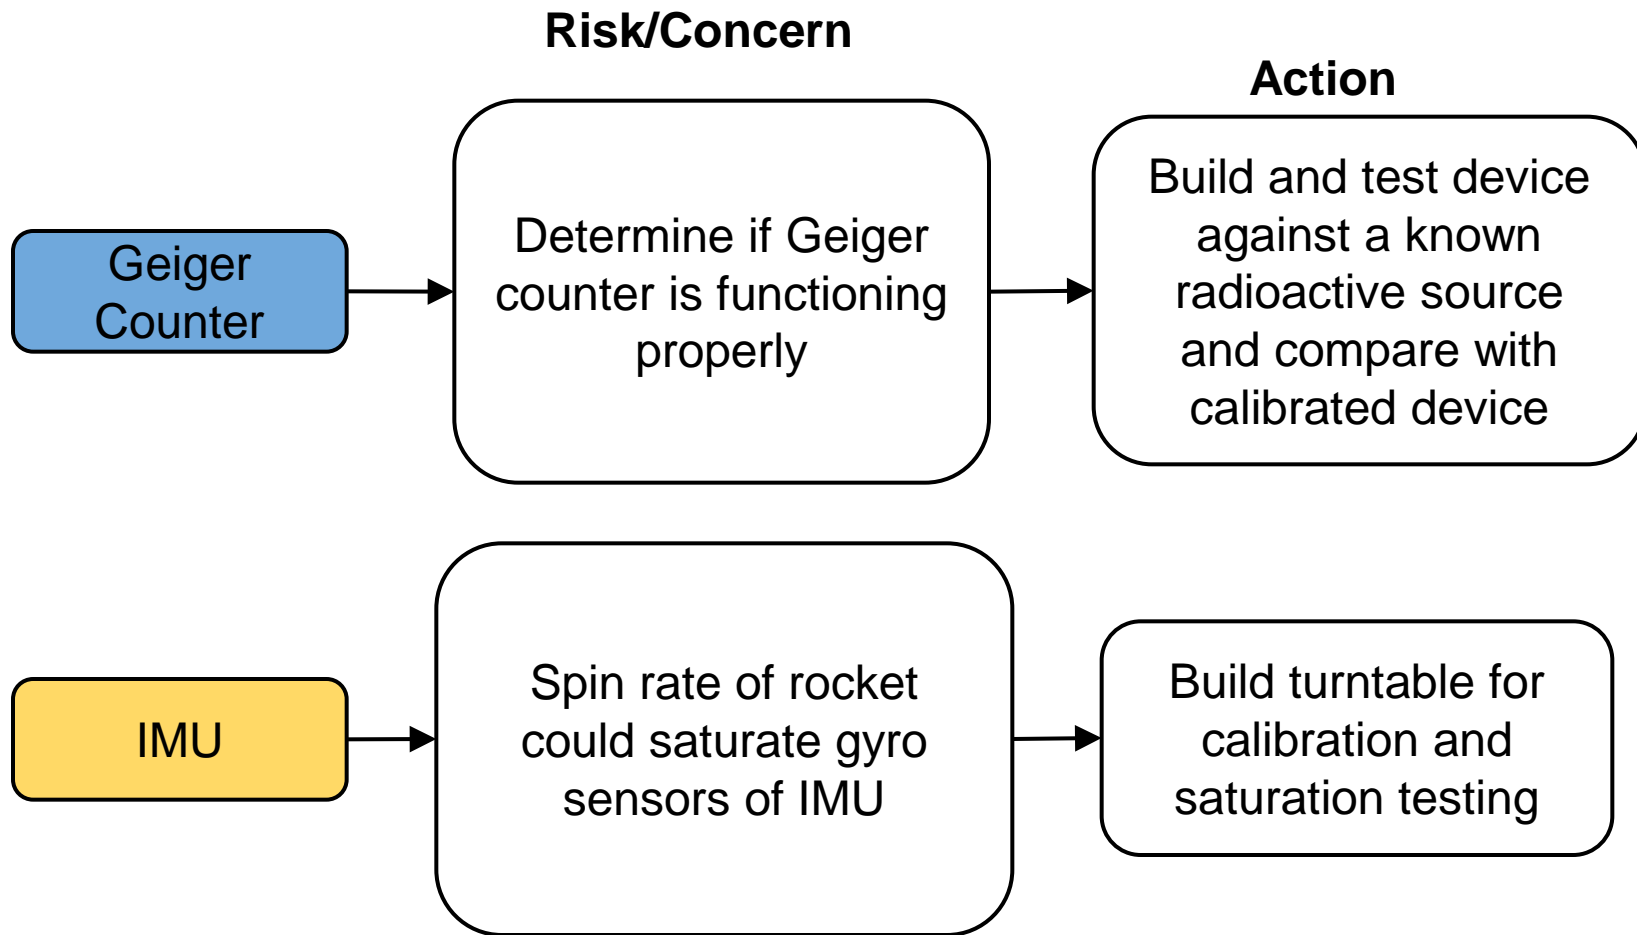 Risk/Concern
Action
Geiger
Counter
Determine if Geiger
counter is functioning
properly
Build and test device
against a known
radioactive source
and compare with
calibrated device
IMU
Spin rate of rocket
could saturate gyro
sensors of IMU
Build turntable for
calibration and
saturation testing